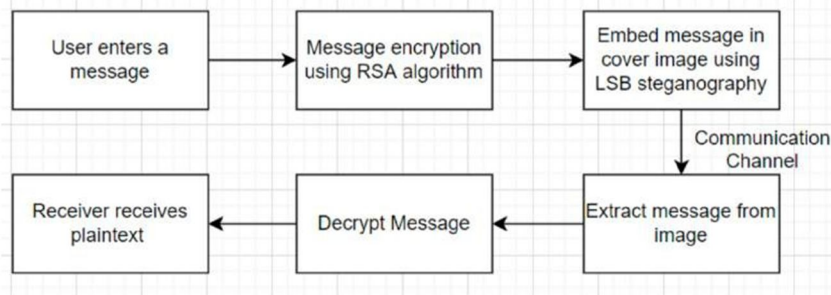 User enters a
message
Message encryption
using RSA algorithm
Embed message in
cover image using
LSB steganography
Communication
Channel
Extract message from
image
Decrypt Message
Receiver receives
plaintext